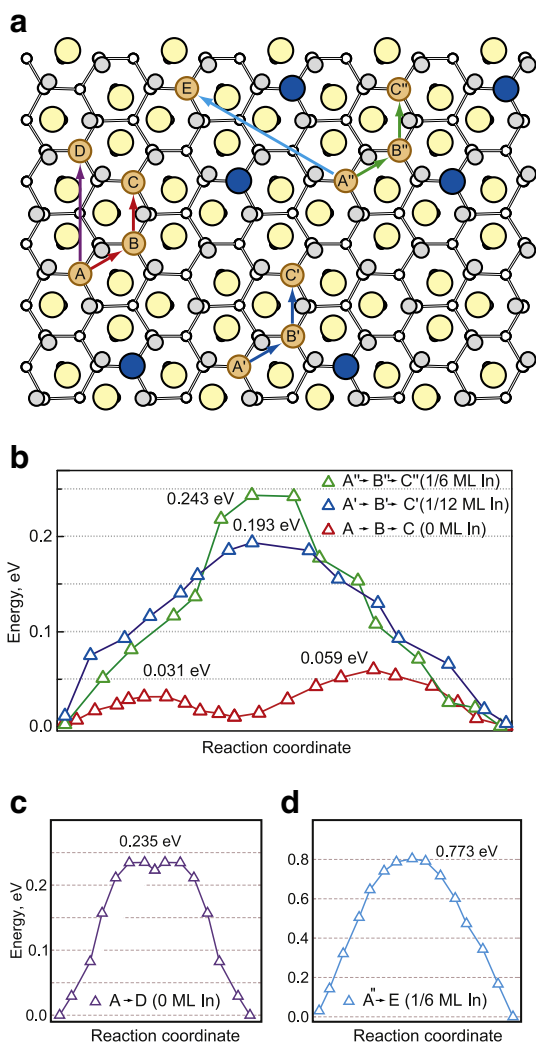 a
E
C''
D
B''
C
A''
B
A
C'
B'
A'
b
A''→B''→C''(1/6 ML In)
0.243 eV
A'→B'→C'(1/12 ML In)
0.193 eV
A→B→C (0 ML In)
0.2
Energy, eV
0.1
0.031 eV
0.059 eV
0.0
Reaction coordinate
c
0.235 eV
0.2
Energy, eV
0.1
0.0
A→D (0 ML In)
Reaction coordinate
d
0.773 eV
0.8
0.6
0.4
0.2
0.0
A''→E (1/6 ML In)
Reaction coordinate